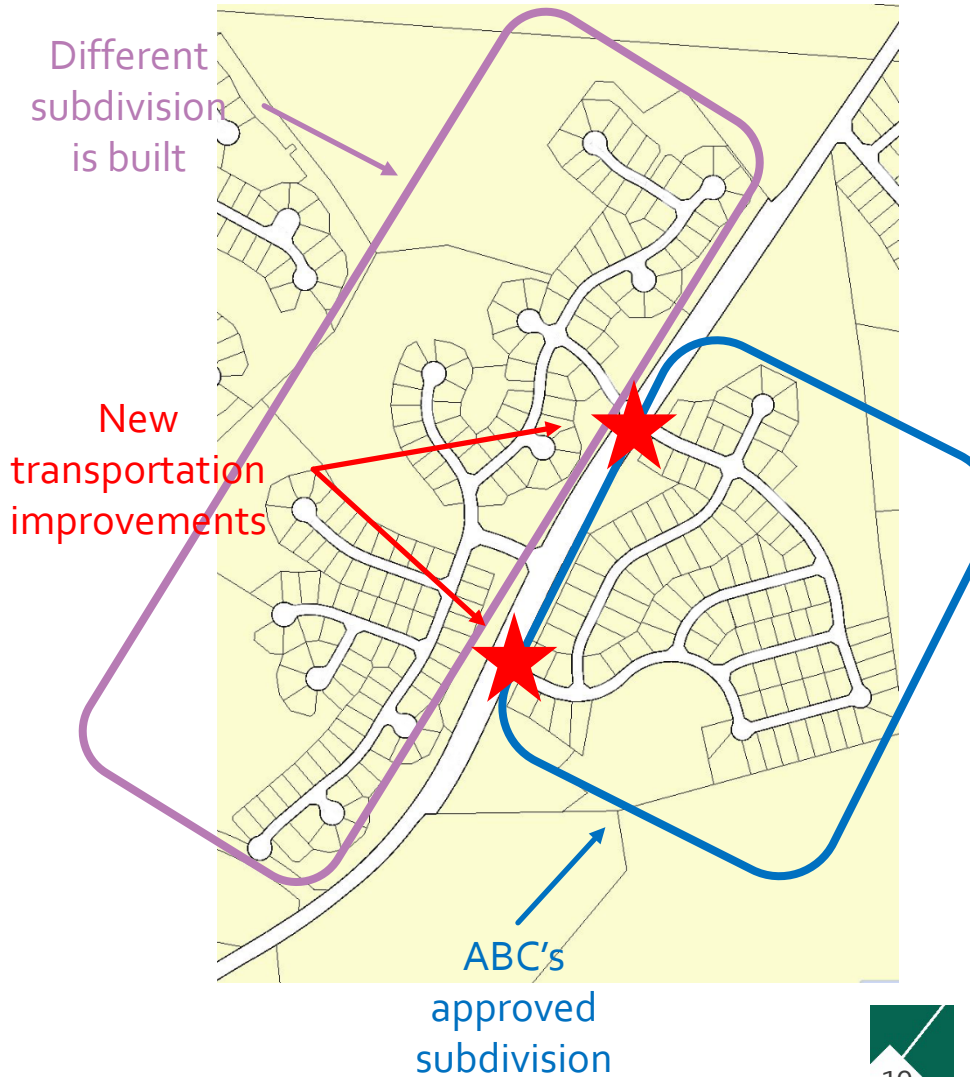 Different
subdivision
is built
New
transportation
improvements
ABC's
approved
subdivision